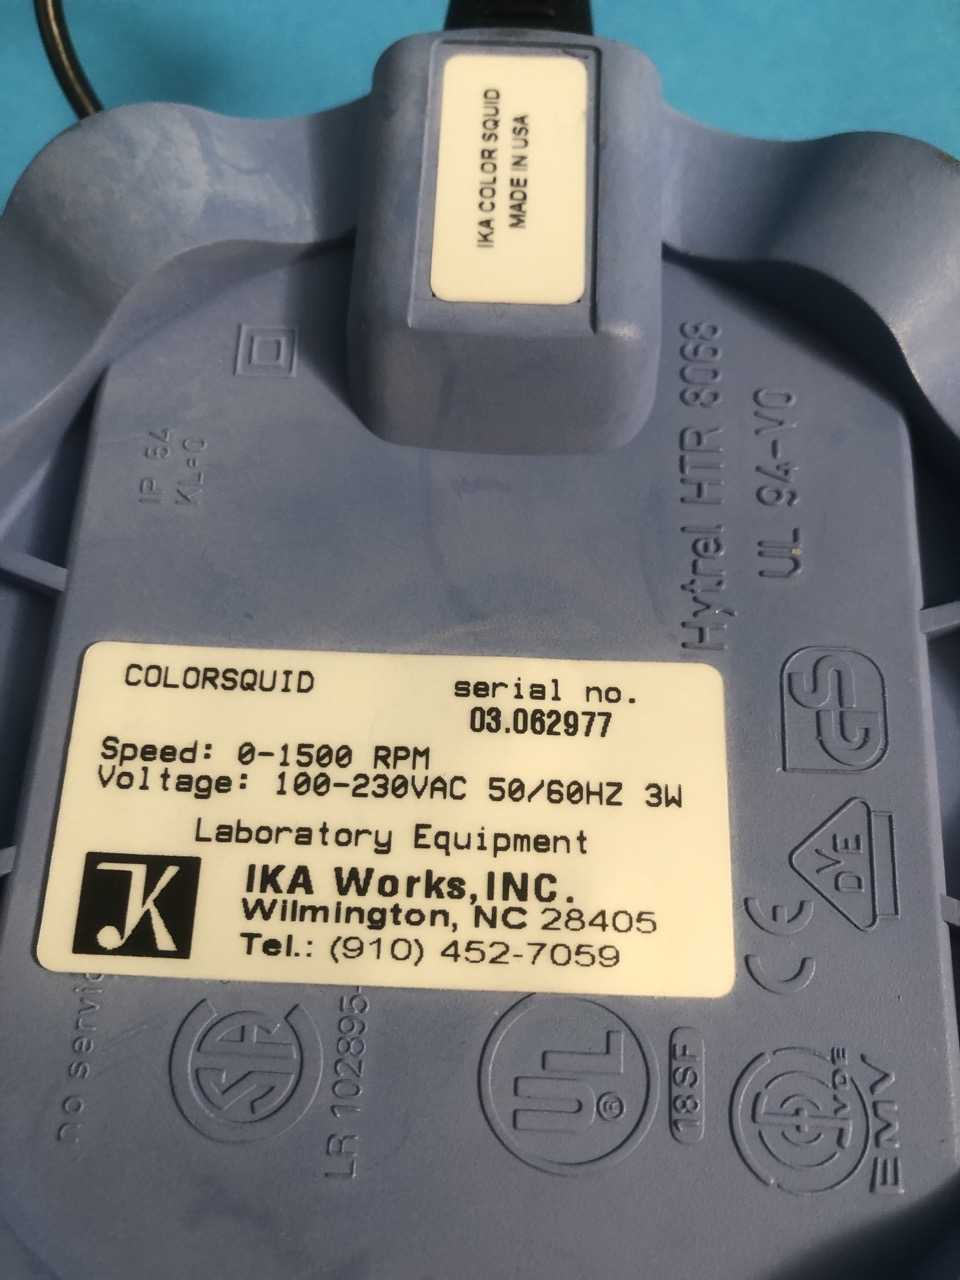 IKA COLOR SQUID
MADE IN USA
Hytrel HTR 8068
UL 94-V0
IP 54
KL=0
COLORSQUID
serial no.
03.062977
Speed: 0-1500 RPM
Voltage: 100-230VAC 50/60HZ 3W
Laboratory Equipment
IKA Works, INC.
Wilmington, NC 28405
Tel.: (910) 452-7059
GS
DVE
CE
no servic
SA
LR 102895-
UL®
18SF
VDE
EMV